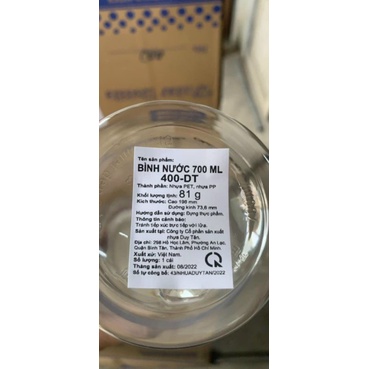 Tên sản phẩm:
BÌNH NƯỚC 700 ML
400-DT
Thành phần: Nhựa PET, nhựa PP
Khối lượng tịnh: 81 g
Kích thước: Cao 196 mm
Đường kính 73,8 mm
Hướng dẫn sử dụng: Đựng thực phẩm.
Thông tin cảnh báo:
Tránh tiếp xúc trực tiếp với lửa.
Sản xuất tại: Công ty Cổ phần sản xuất
nhựa Duy Tân,
Địa chỉ: 298 Hồ Học Lãm, Phường An Lạc,
Quận Bình Tân, Thành Phố Hồ Chí Minh.
Xuất xứ: Việt Nam.
Số lượng: 1 cái
Tháng sản xuất: 06/2022
Số tự công bố: 43/NHUADUYTAN/2022